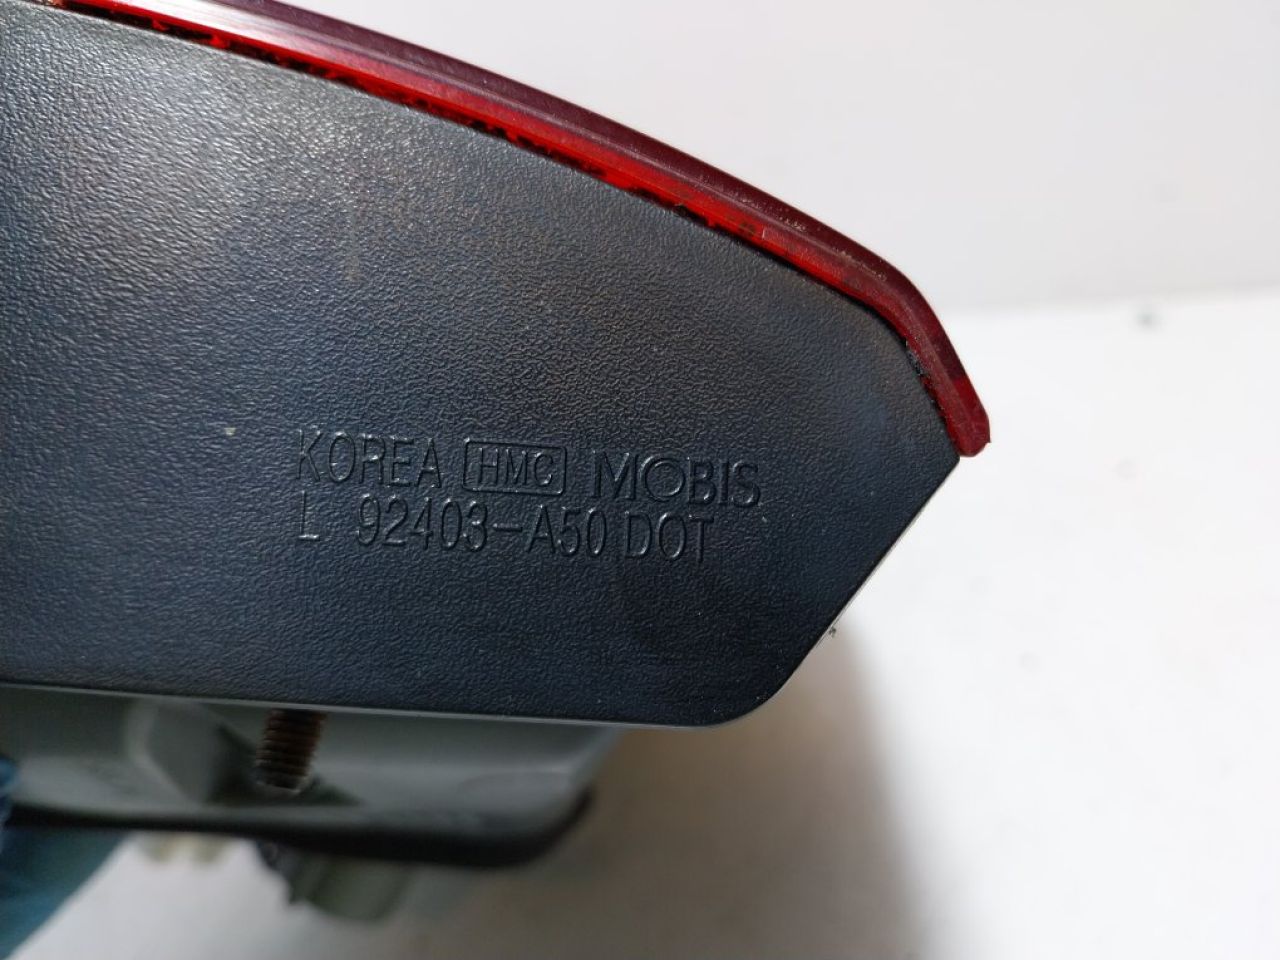 KOREA HMC MOBIS
L 92403-A50 DOT